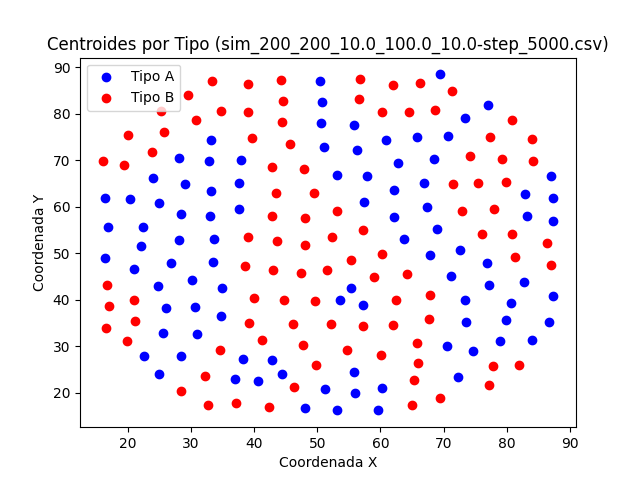 Centroides por Tipo (sim_200_200_10.0_100.0_10.0-step_5000.csv)
Tipo A
Tipo B
90
80
70
60
50
40
30
20
Coordenada Y
20 30 40 50 60 70 80 90
Coordenada X